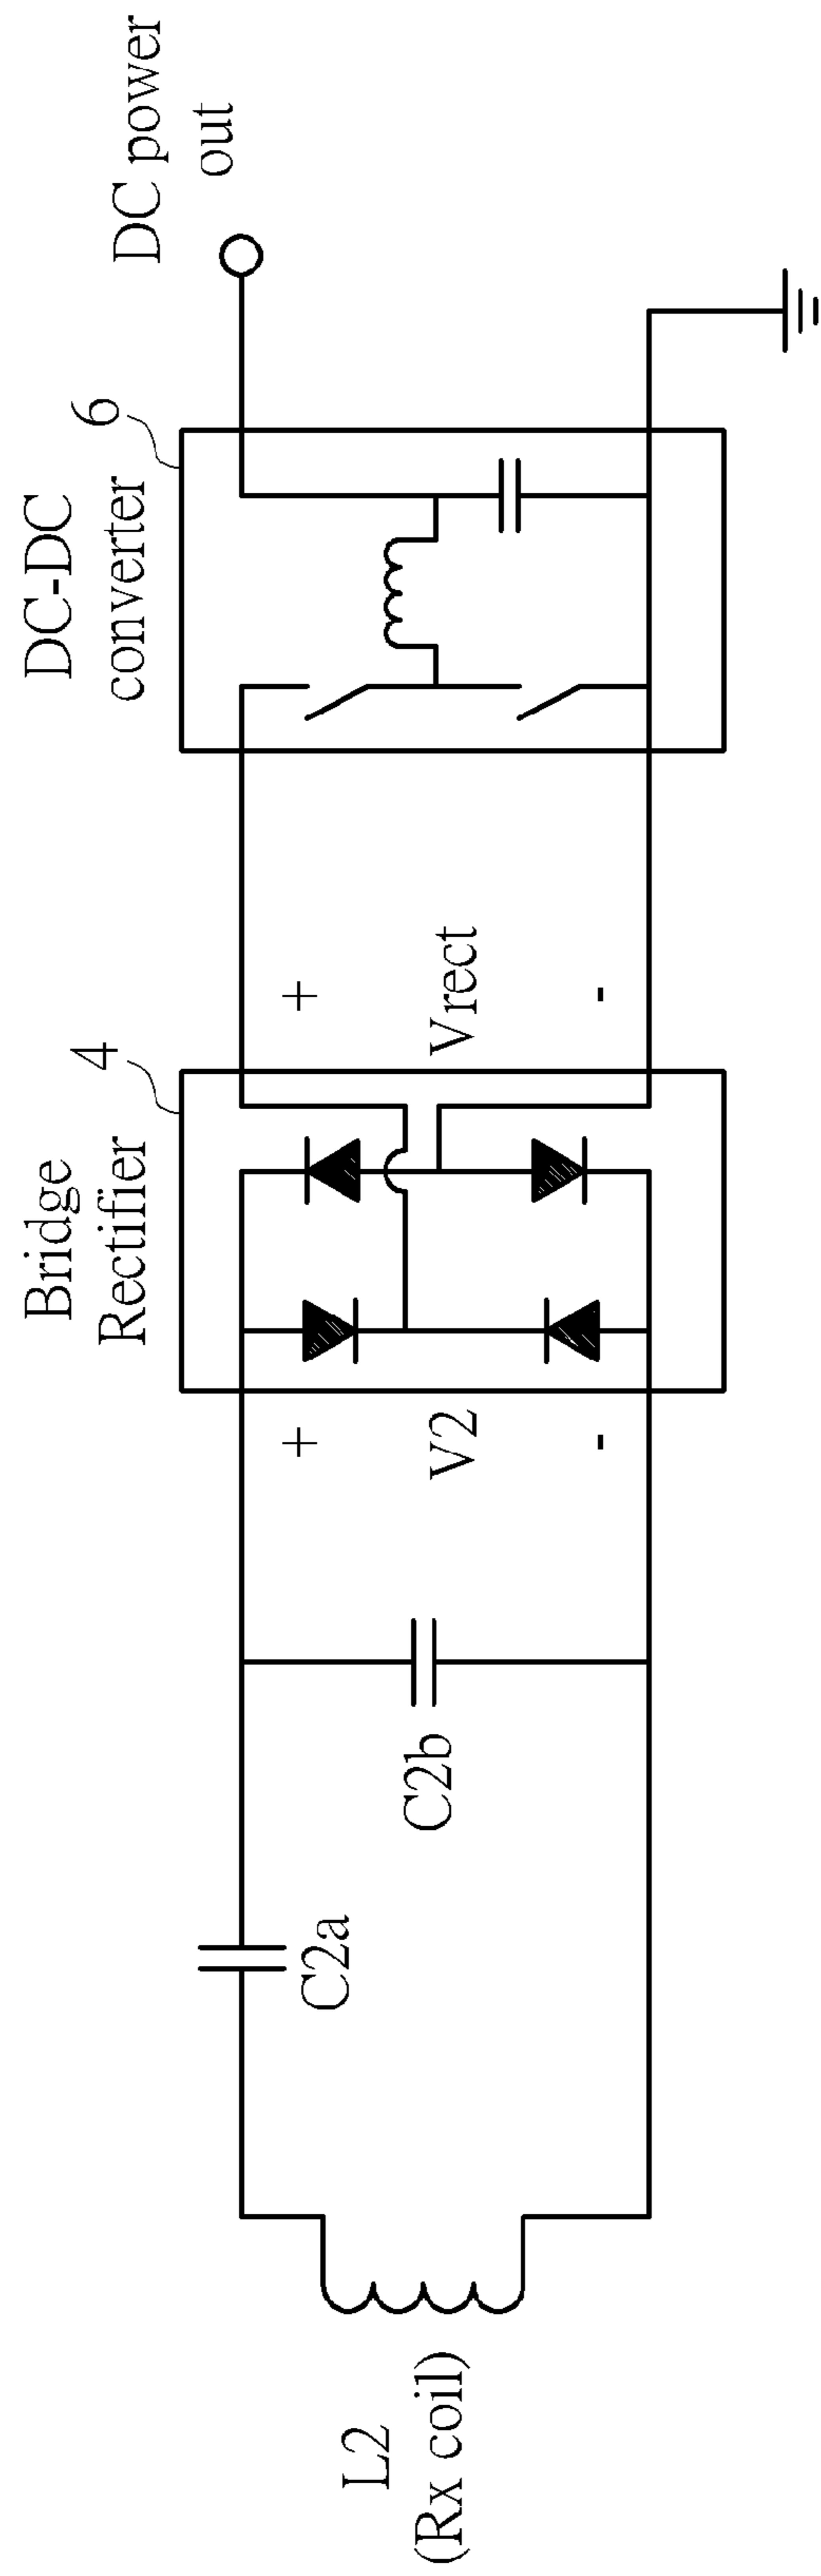 L2
(Rx coil)
C2a
C2b
+
V2
-
Bridge
Rectifier
4
+
Vrect
-
DC-DC
converter
6
DC power
out